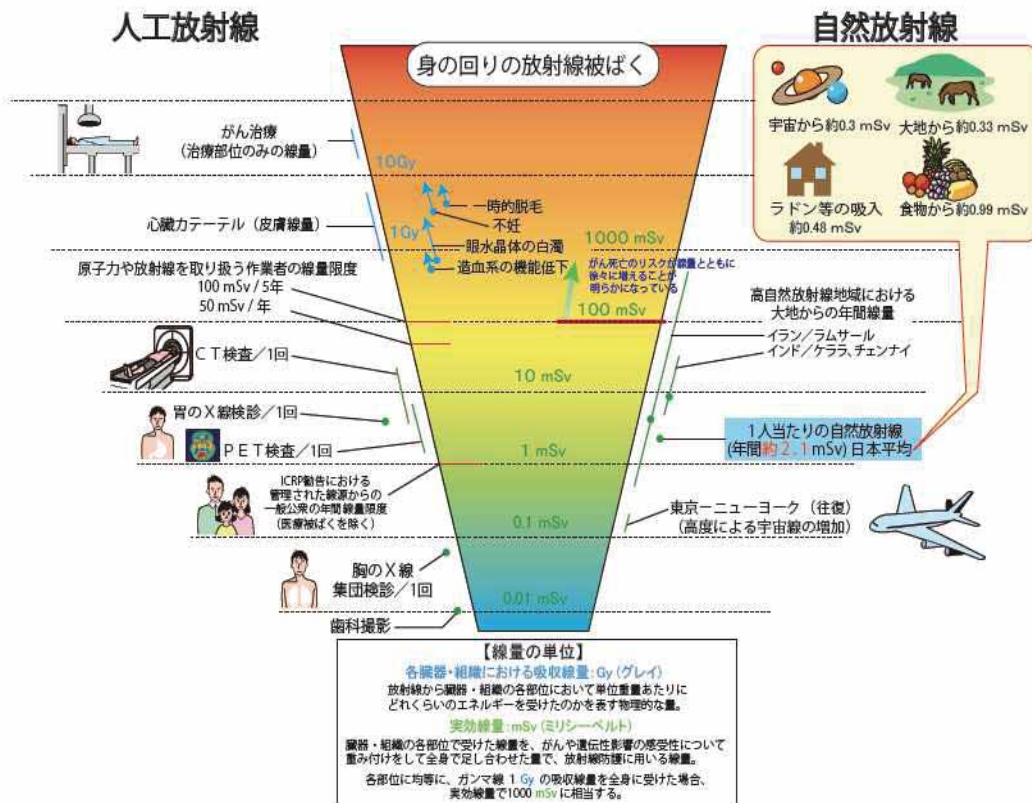 人工放射線
自然放射線
身の回りの放射線被ばく
がん治療
(治療部位のみの線量)
10Gy
心臓カテーテル（皮膚線量）
1Gy
一時的脱毛
不妊
眼水晶体の白濁
造血系の機能低下
原子力や放射線を取り扱う作業者の線量限度
100 mSv / 5年
50 mSv / 年
CT検査／1回
胃のX線検診／1回
PET検査／1回
ICRP勧告における
管理された線源からの
一般公衆の年間線量限度
（医療被ばくを除く）
胸のX線
集団検診／1回
歯科撮影
1000 mSv
がん死亡のリスクが線量とともに
徐々に増えることが
明らかになっている
100 mSv
10 mSv
1 mSv
0.1 mSv
0.01 mSv
宇宙から約0.3 mSv
大地から約0.33 mSv
ラドン等の吸入
約0.48 mSv
食物から約0.99 mSv
高自然放射線地域における
大地からの年間線量
イラン／ラムサール
インド／ケララ、チェンナイ
1人当たりの自然放射線
(年間約2.1mSv)日本平均
東京ーニューヨーク（往復）
（高度による宇宙線の増加）
【線量の単位】
各臓器・組織における吸収線量：Gy（グレイ）
放射線から臓器・組織の各部位において単位重量あたりに
どれくらいのエネルギーを受けたのかを表す物理的な量。
実効線量：mSv（ミリシーベルト）
臓器・組織の各部位で受けた線量を、がんや遺伝性影響の感受性について
重み付けをして全身で足し合わせた量で、放射線防護に用いる線量。
各部位に均等に、ガンマ線 1 Gy の吸収線量を全身に受けた場合、
実効線量で1000 mSvに相当する。